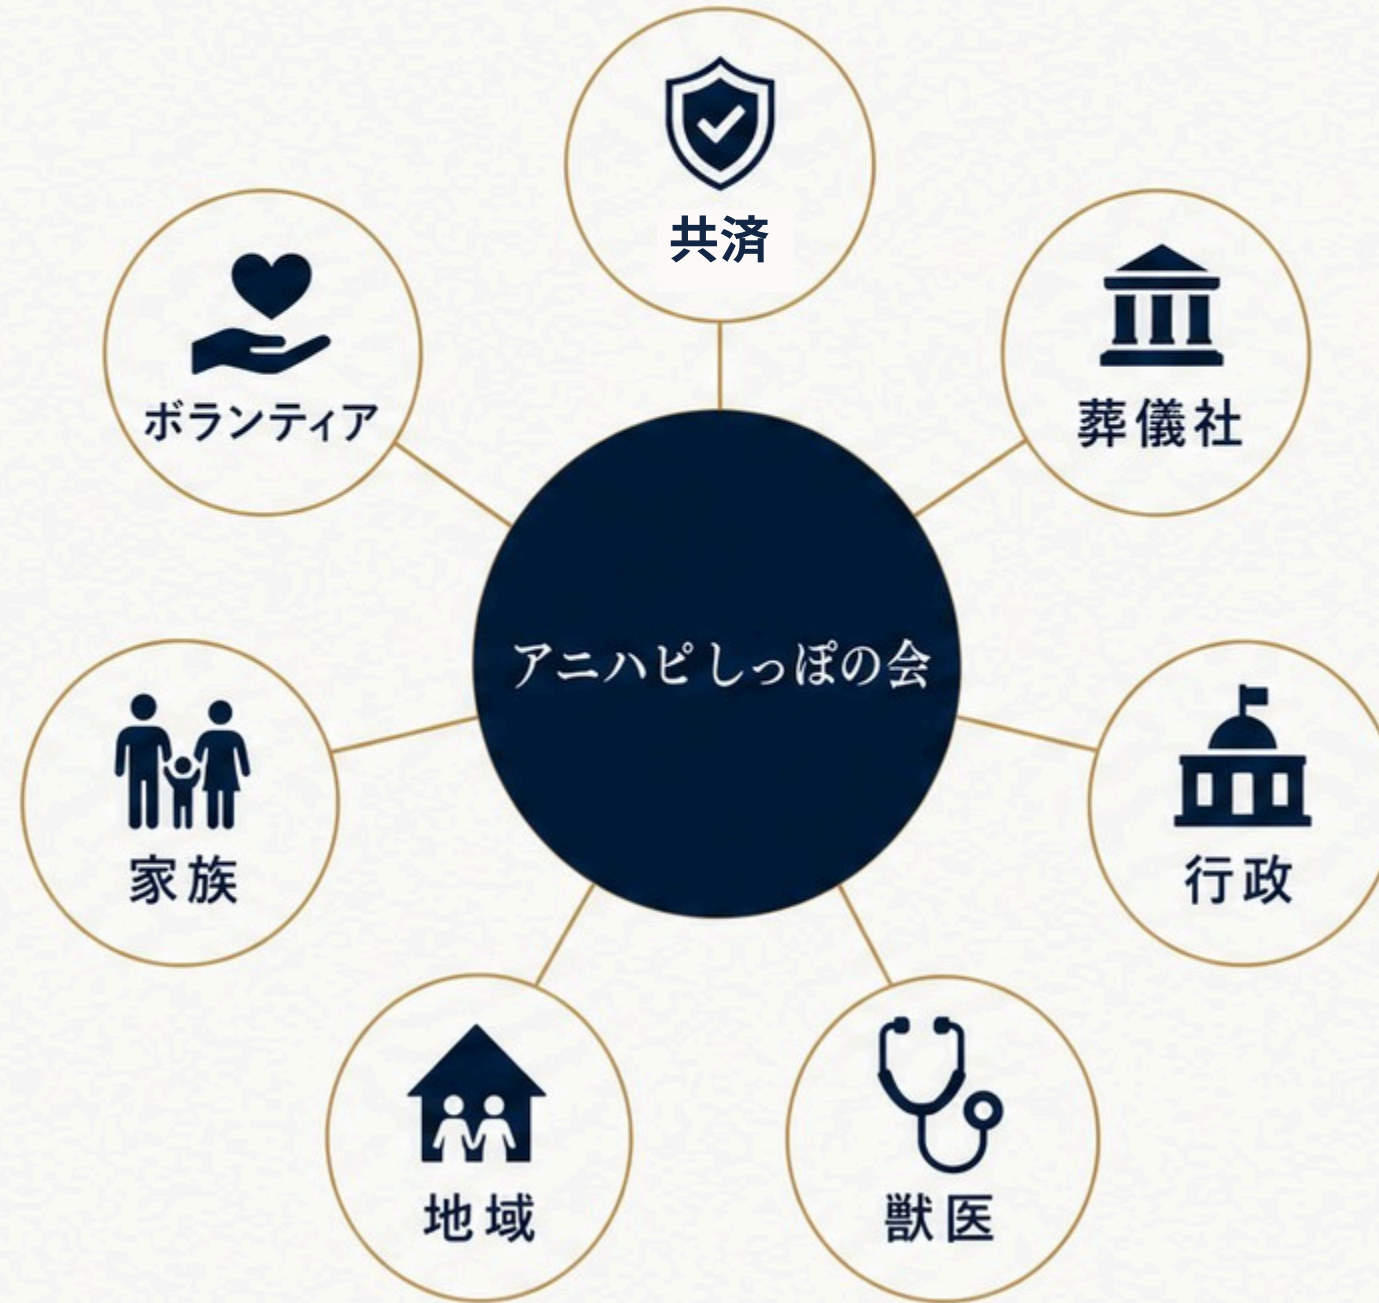 共済
ボランティア
葬儀社
アニハピ しっぽの会
家族
行政
地域
獣医